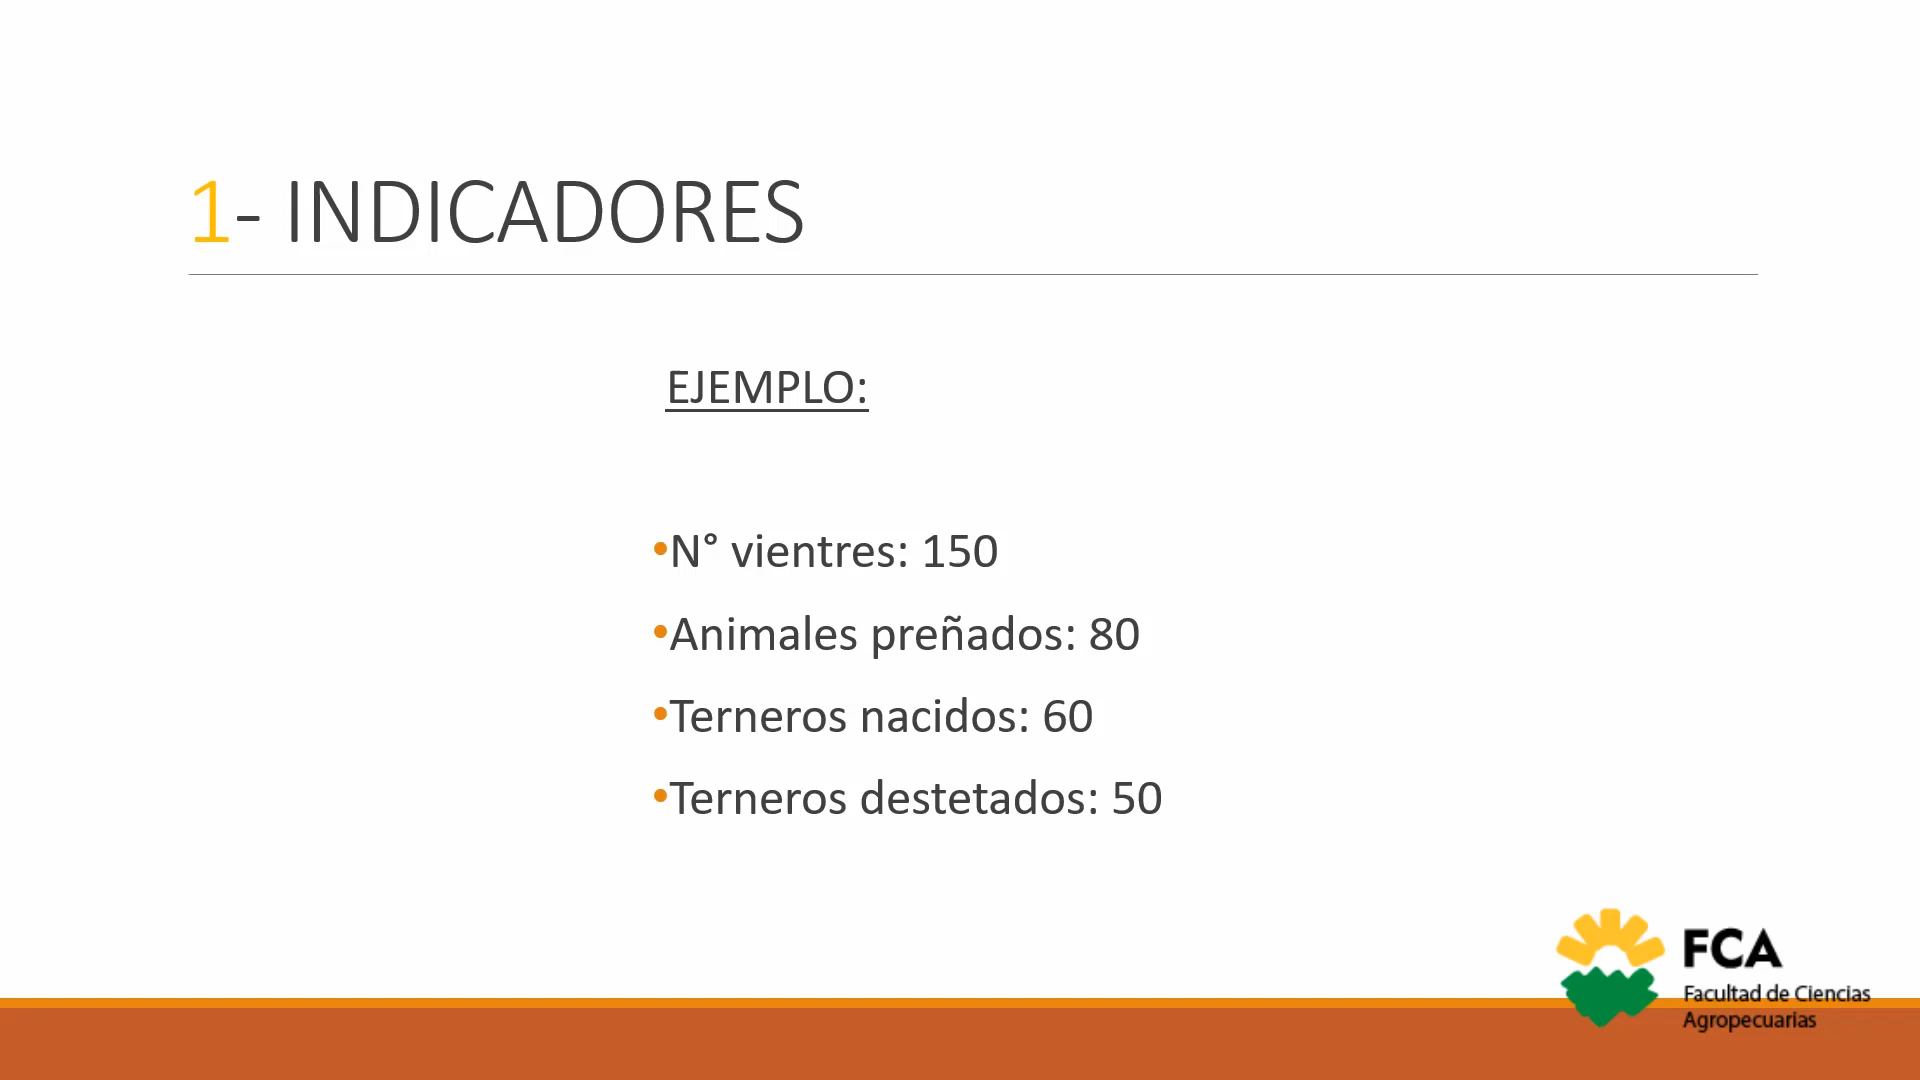 1- INDICADORES
EJEMPLO:
•N° vientres: 150
•Animales preñados: 80
•Terneros nacidos: 60
•Terneros destetados: 50
FCA
Facultad de Ciencias
Agropecuarias